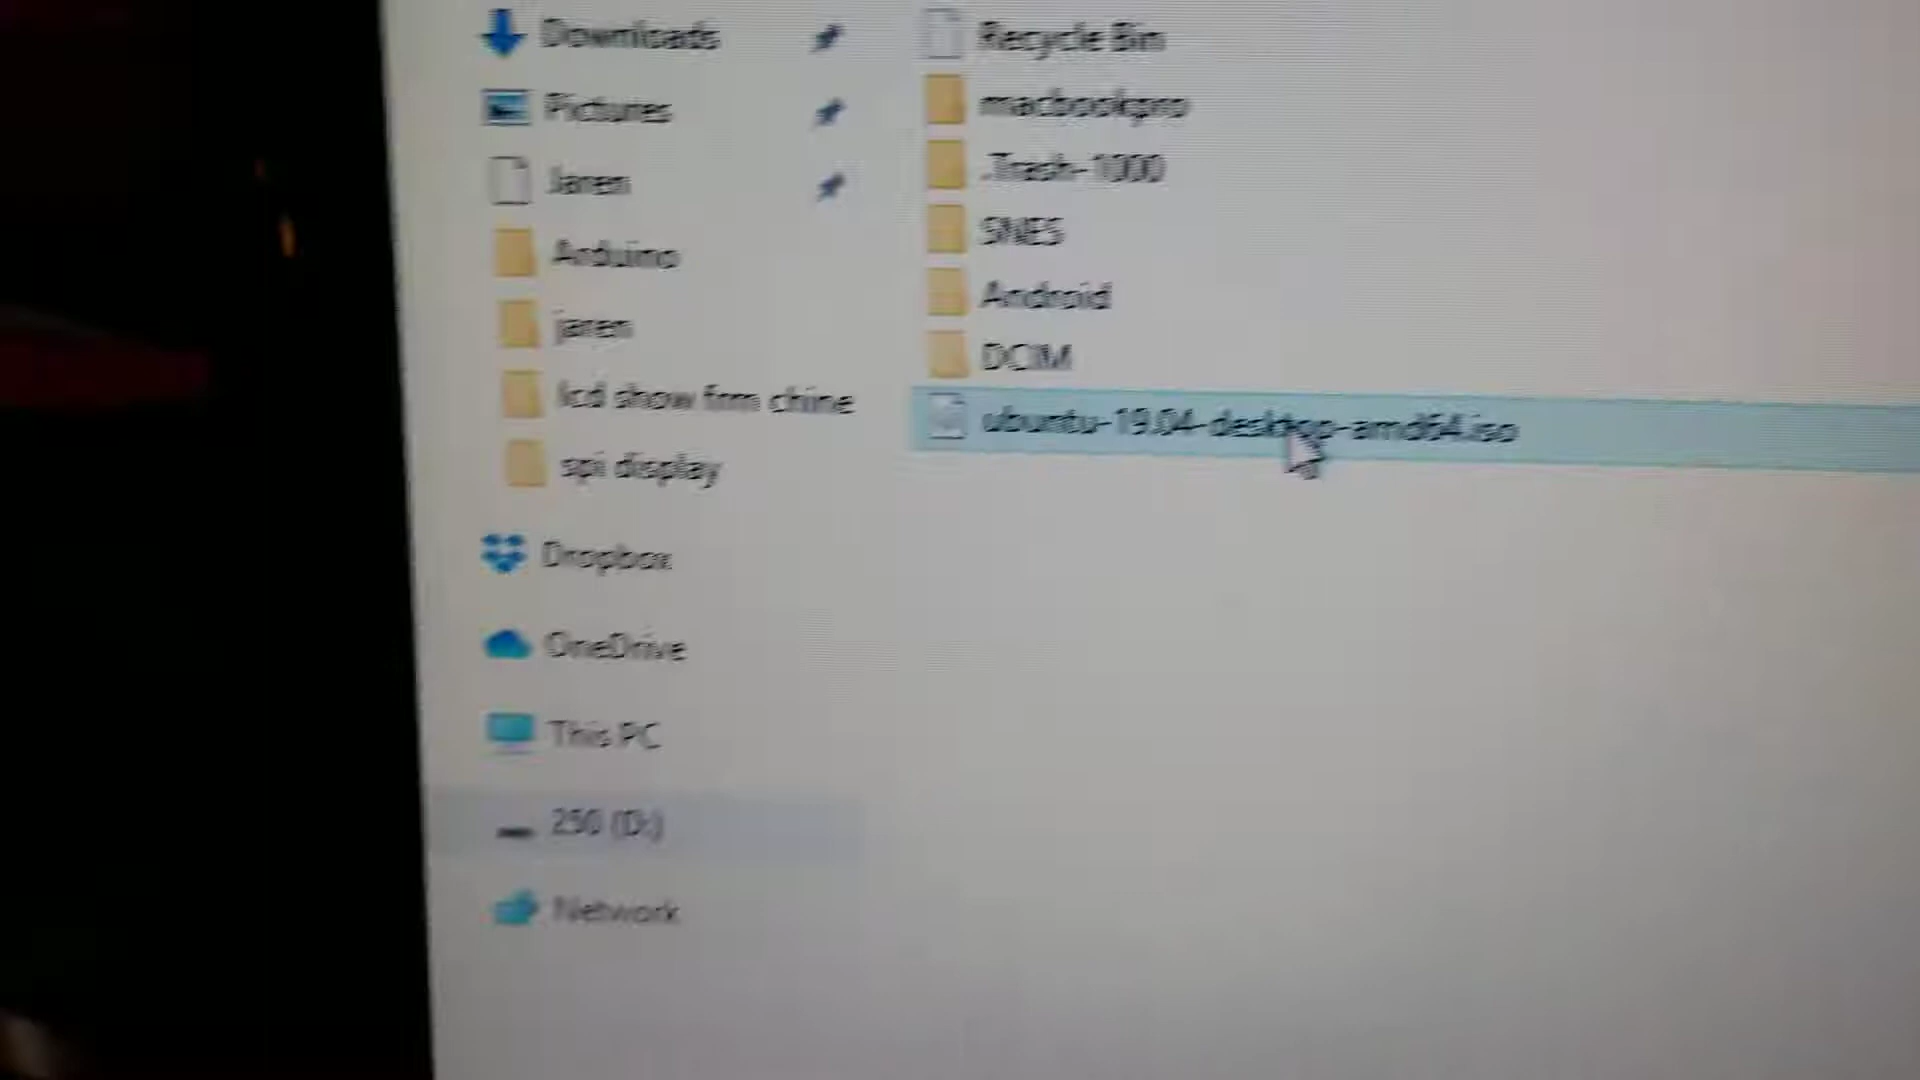 Downloads
Pictures
Jaren
Arduino
jaren
lcd show frm chine
spi display
Dropbox
OneDrive
This PC
250 (D:)
Network
Recycle Bin
macbookpro
.Trash-1000
SNES
Android
DCIM
ubuntu-19.04-desktop-amd64.iso